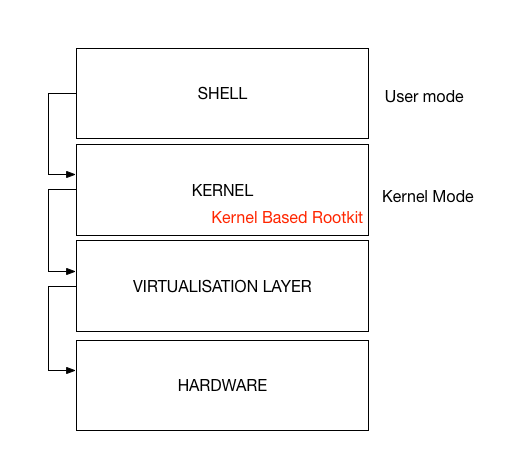 SHELL
User mode
KERNEL
Kernel Mode
Kernel Based Rootkit
VIRTUALISATION LAYER
HARDWARE